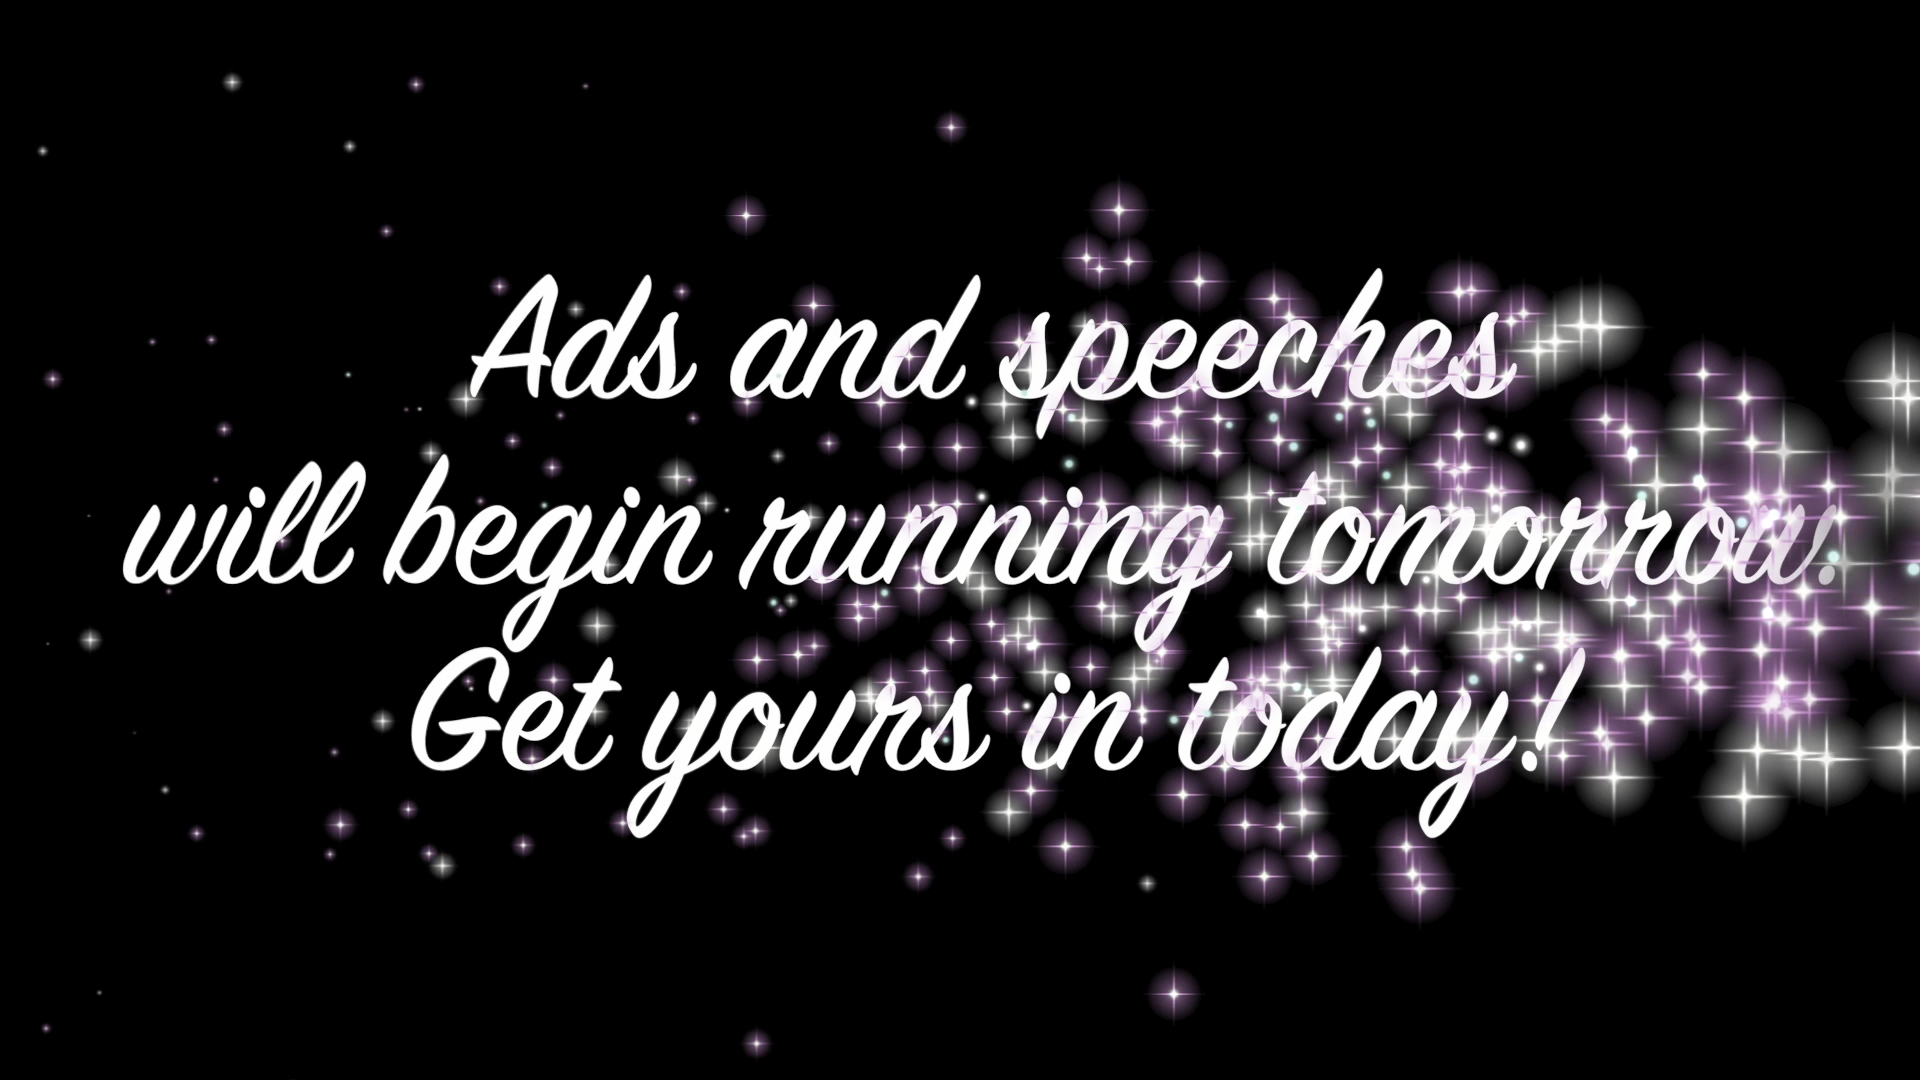 Ads and speeches
will begin running tomorrow.
Get yours in today!